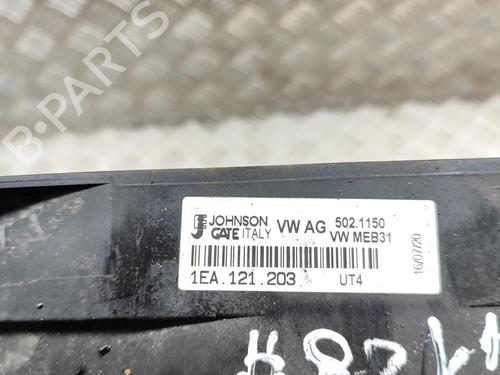 B-PARTS
JOHNSON
GATE ITALY
VW AG
502.1150
VW MEB31
16/07/20
1EA.121.203
UT4